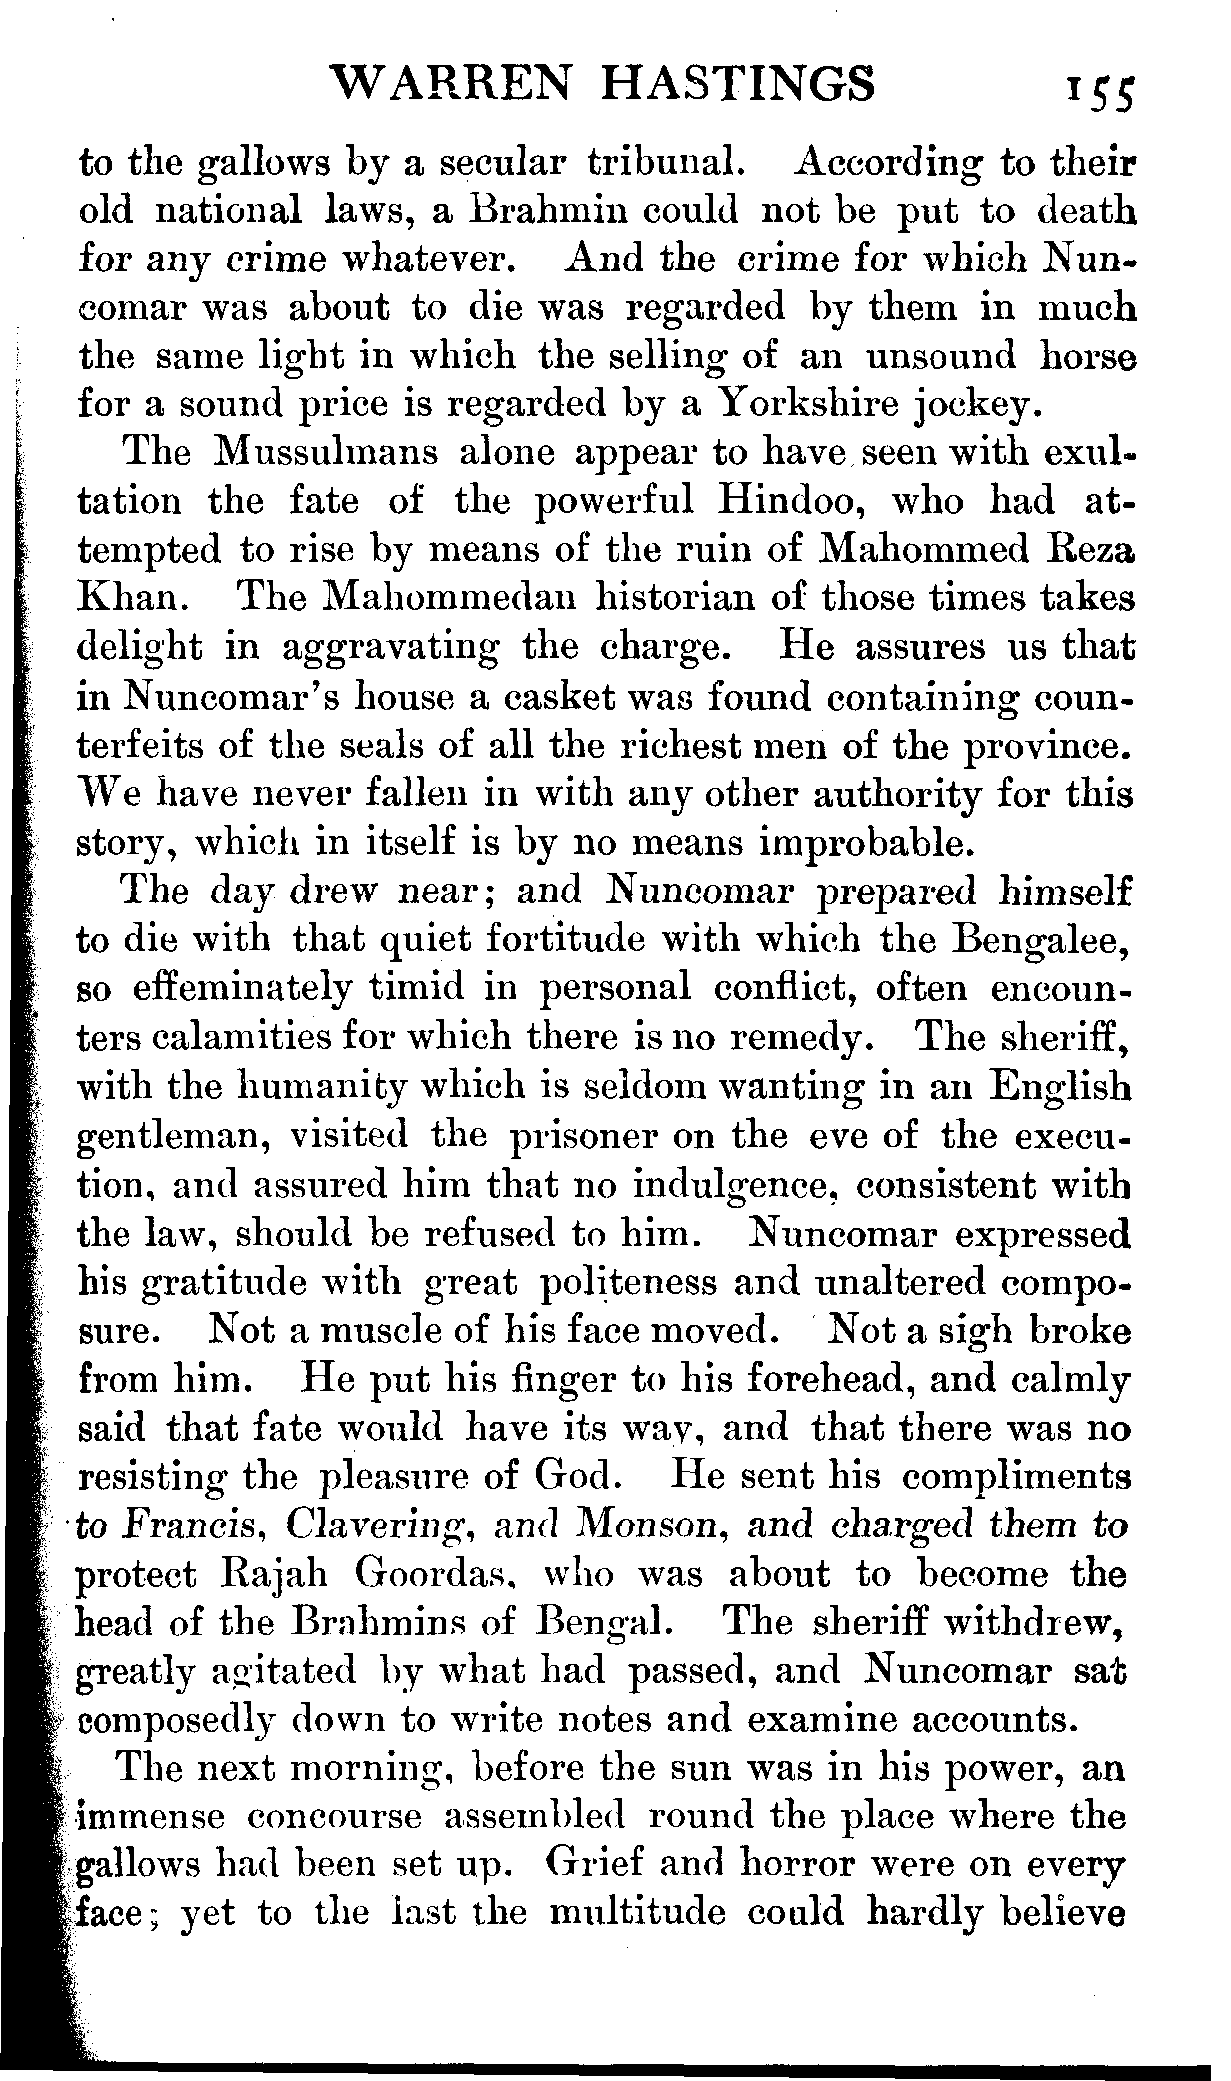 WARREN HASTINGS 155
to the gallows by a secular tribunal. According to their
old national laws, a Brahmin could not be put to death
for any crime whatever. And the crime for which Nun-
comar was about to die was regarded by them in much
the same light in which the selling of an unsound horse
for a sound price is regarded by a Yorkshire jockey.
The Mussulmans alone appear to have seen with exul-
tation the fate of the powerful Hindoo, who had at-
tempted to rise by means of the ruin of Mahommed Reza
Khan. The Mahommedan historian of those times takes
delight in aggravating the charge. He assures us that
in Nuncomar's house a casket was found containing coun-
terfeits of the seals of all the richest men of the province.
We have never fallen in with any other authority for this
story, which in itself is by no means improbable.
The day drew near; and Nuncomar prepared himself
to die with that quiet fortitude with which the Bengalee,
so effeminately timid in personal conflict, often encoun-
ters calamities for which there is no remedy. The sheriff,
with the humanity which is seldom wanting in an English
gentleman, visited the prisoner on the eve of the execu-
tion, and assured him that no indulgence, consistent with
the law, should be refused to him. Nuncomar expressed
his gratitude with great politeness and unaltered compo-
sure. Not a muscle of his face moved. Not a sigh broke
from him. He put his finger to his forehead, and calmly
said that fate would have its way, and that there was no
resisting the pleasure of God. He sent his compliments
to Francis, Clavering, and Monson, and charged them to
protect Rajah Goordas, who was about to become the
head of the Brahmins of Bengal. The sheriff withdrew,
greatly agitated by what had passed, and Nuncomar sat
composedly down to write notes and examine accounts.
The next morning, before the sun was in his power, an
immense concourse assembled round the place where the
gallows had been set up. Grief and horror were on every
face; yet to the last the multitude could hardly believe